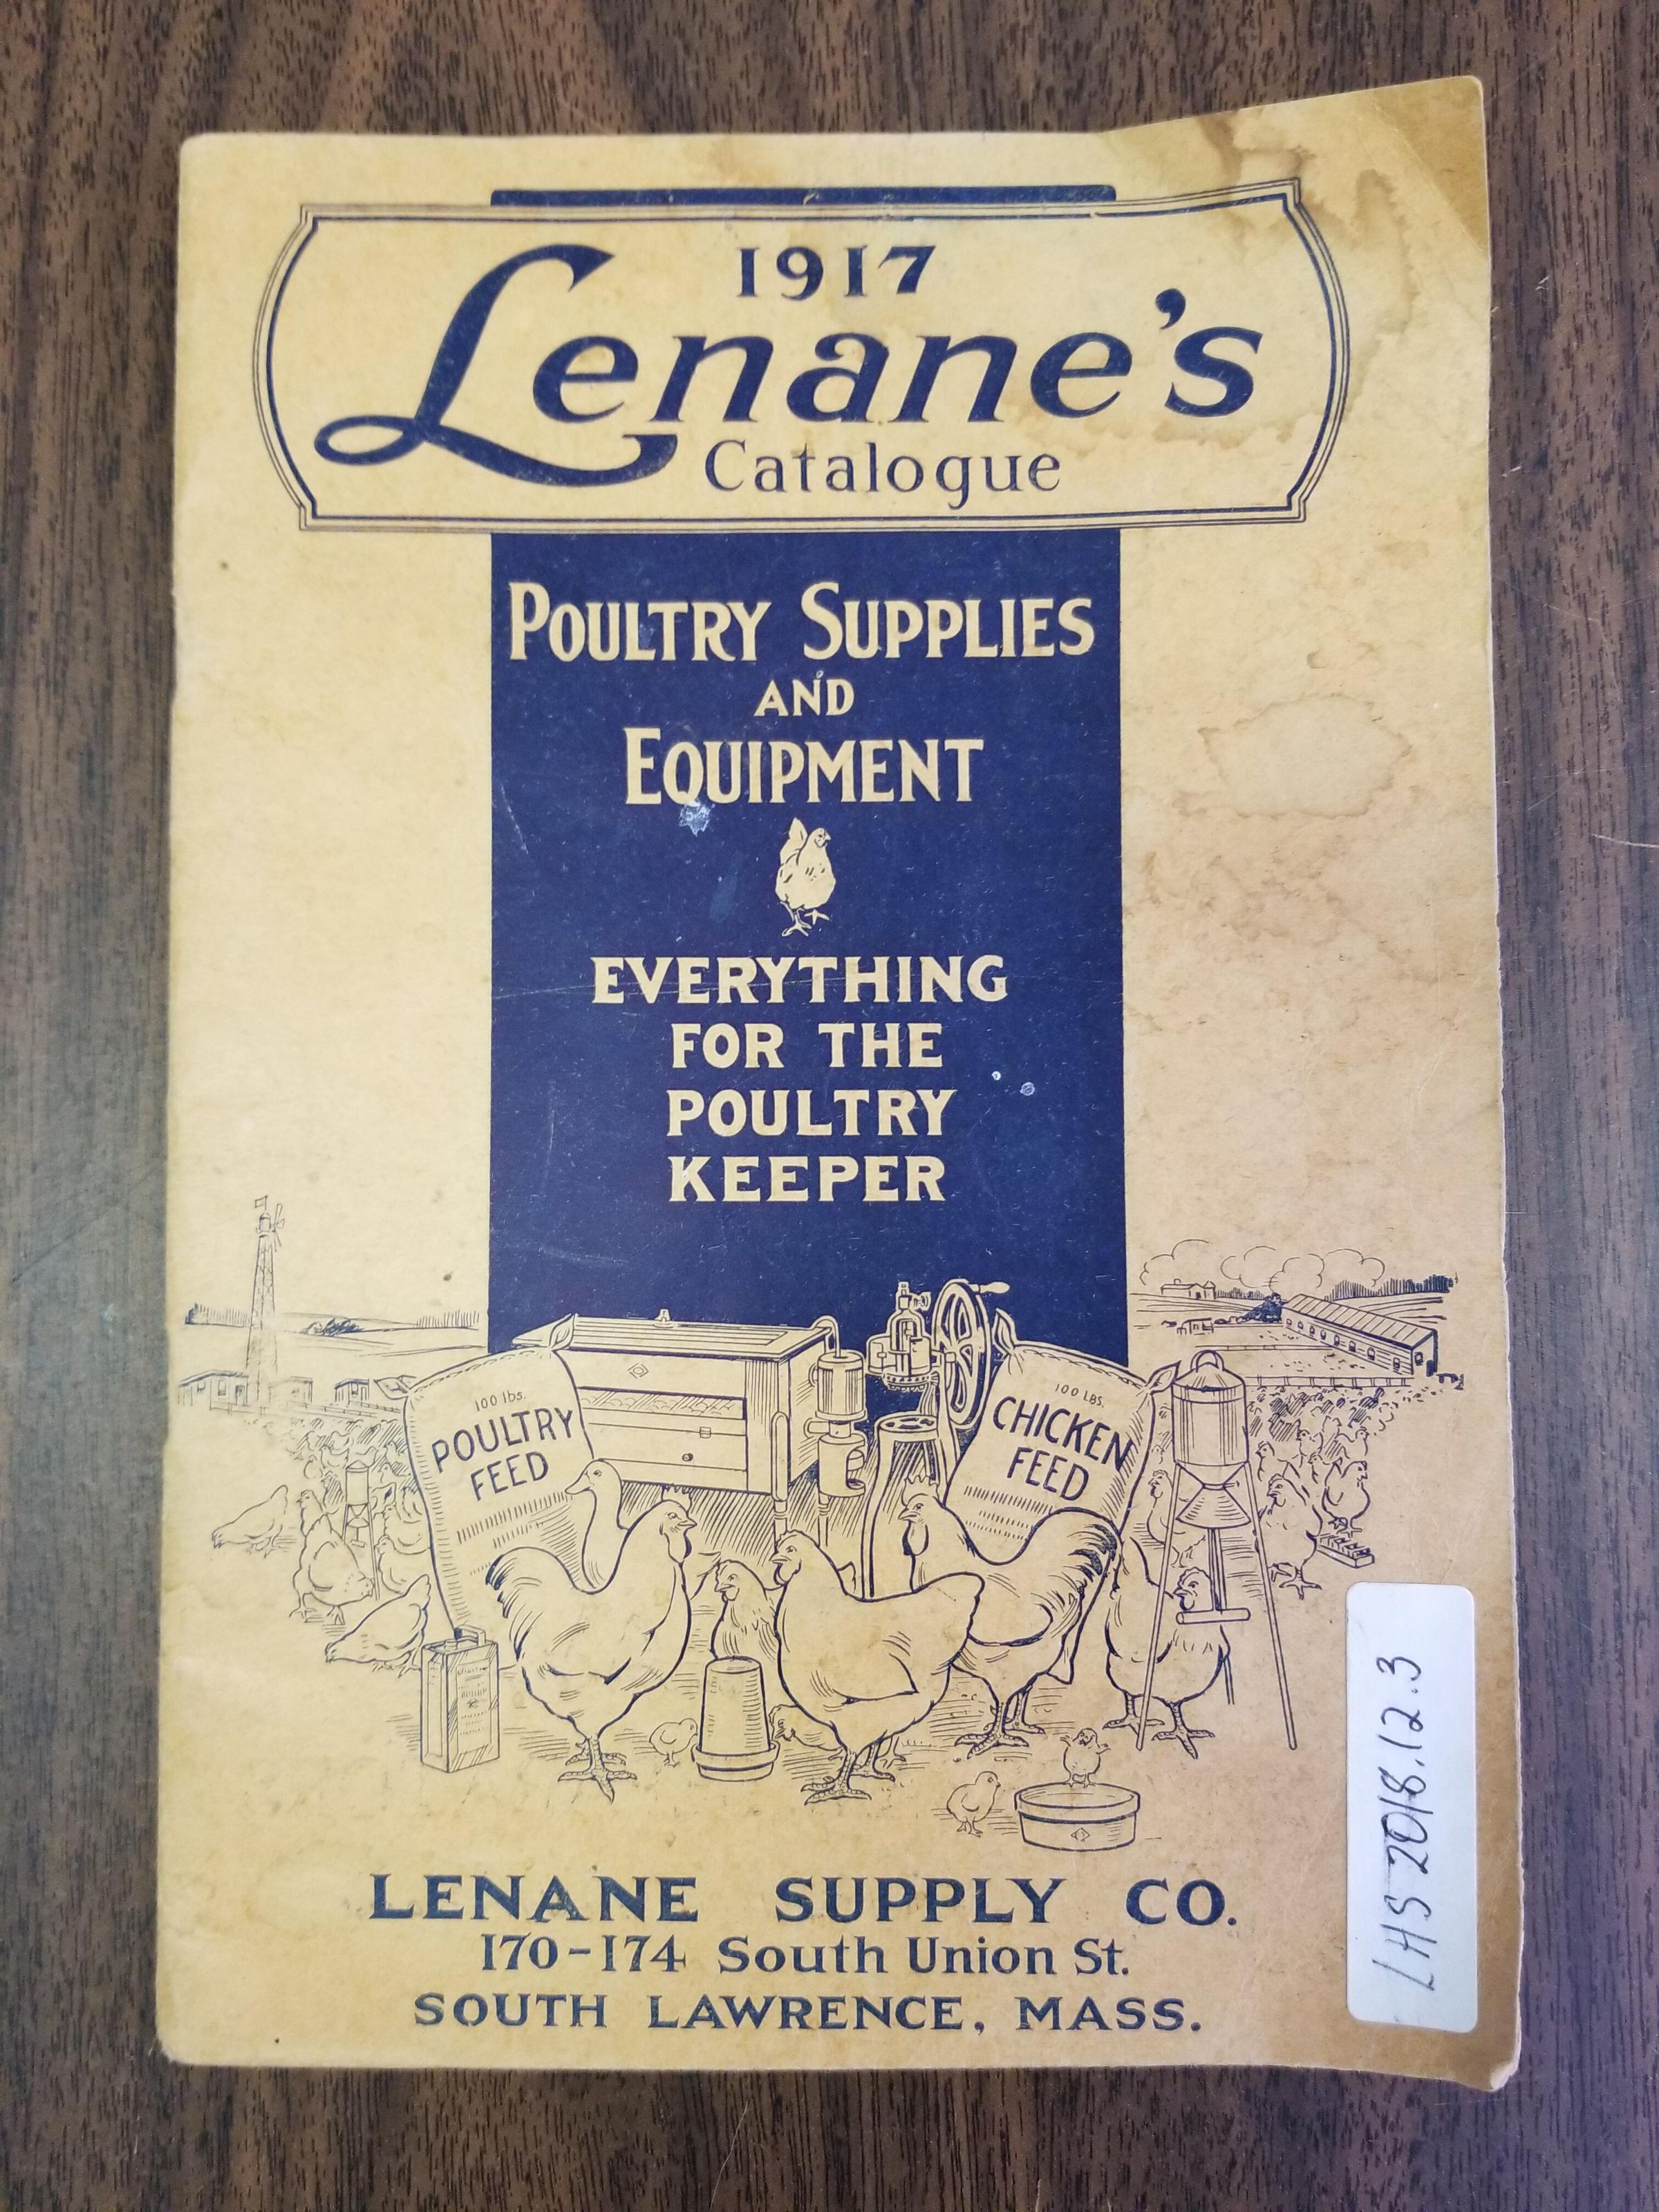 1917
Lenane's
Catalogue
POULTRY SUPPLIES
AND
EQUIPMENT
EVERYTHING
FOR THE
POULTRY
KEEPER
100 lbs.
POULTRY
FEED
100 LBS.
CHICKEN
FEED
LENANE SUPPLY CO.
170-174 South Union St.
SOUTH LAWRENCE, MASS.
LHS 2018.12.3